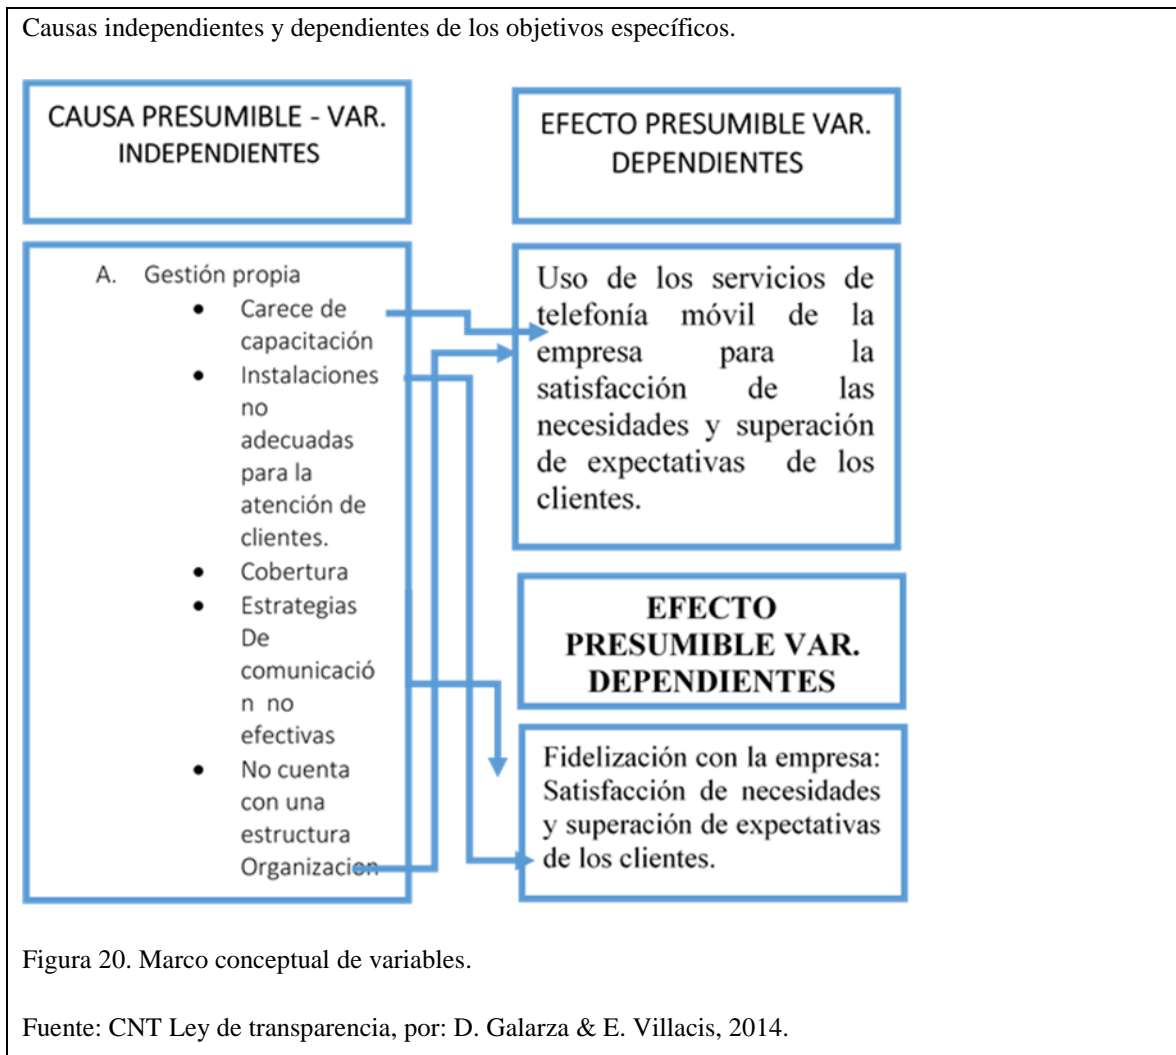 Causas independientes y dependientes de los objetivos específicos.
CAUSA PRESUMIBLE - VAR.
INDEPENDIENTES
A. Gestión propia
• Carece de
capacitación
• Instalaciones
no
adecuadas
para la
atención de
clientes.
• Cobertura
• Estrategias
De
comunicació
n no
efectivas
• No cuenta
con una
estructura
Organizacion
EFECTO PRESUMIBLE VAR.
DEPENDIENTES
Uso de los servicios de
telefonía móvil de la
empresa para la
satisfacción de las
necesidades y superación
de expectativas de los
clientes.
EFECTO
PRESUMIBLE VAR.
DEPENDIENTES
Fidelización con la empresa:
Satisfacción de necesidades
y superación de expectativas
de los clientes.
Figura 20. Marco conceptual de variables.
Fuente: CNT Ley de transparencia, por: D. Galarza & E. Villacis, 2014.